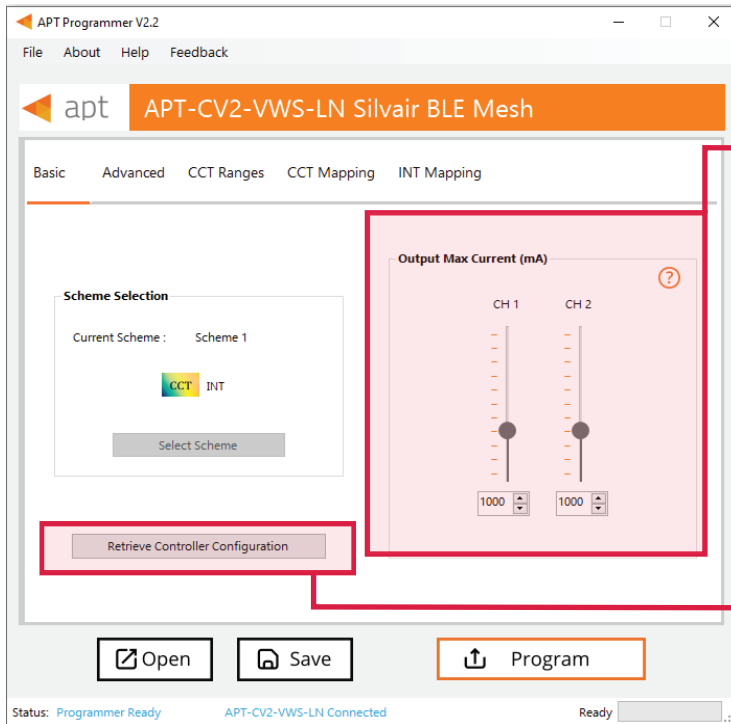 APT Programmer V2.2
File About Help Feedback
apt APT-CV2-VWS-LN Silvair BLE Mesh
Basic Advanced CCT Ranges CCT Mapping INT Mapping
Scheme Selection
Current Scheme : Scheme 1
CCT INT
Select Scheme
Retrieve Controller Configuration
Output Max Current (mA)
?
CH 1 CH 2
1000 1000
Open Save Program
Status: Programmer Ready APT-CV2-VWS-LN Connected Ready